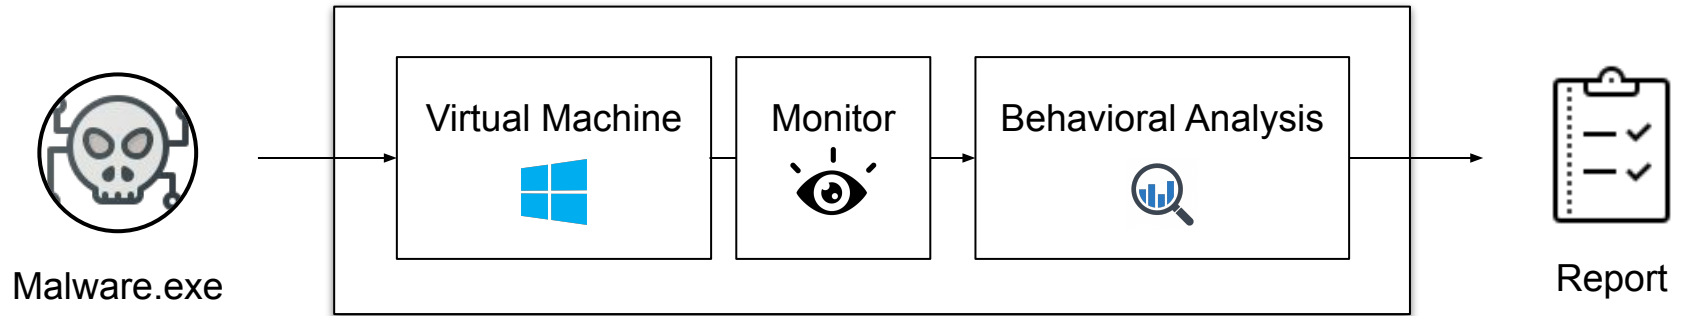 Virtual Machine
Monitor
Behavioral Analysis
Malware.exe
Report